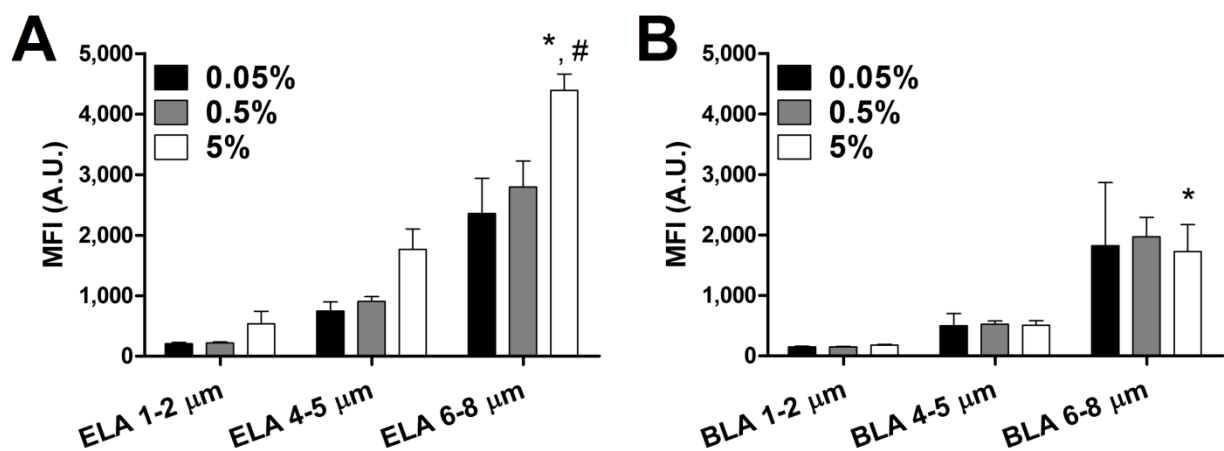 A
MFI (A.U.)
5,000
4,000
3,000
2,000
1,000
0
0.05%
0.5%
5%
*, #
ELA 1-2 μm
ELA 4-5 μm
ELA 6-8 μm
B
MFI (A.U.)
5,000
4,000
3,000
2,000
1,000
0
0.05%
0.5%
5%
*
BLA 1-2 μm
BLA 4-5 μm
BLA 6-8 μm